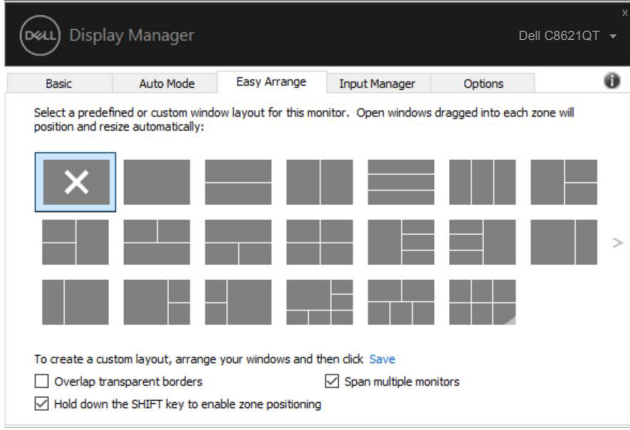 x
DELL Display Manager
Dell C8621QT
Basic Auto Mode Easy Arrange Input Manager Options
Select a predefined or custom window layout for this monitor. Open windows dragged into each zone will
position and resize automatically:
To create a custom layout, arrange your windows and then click Save
Overlap transparent borders Span multiple monitors
Hold down the SHIFT key to enable zone positioning